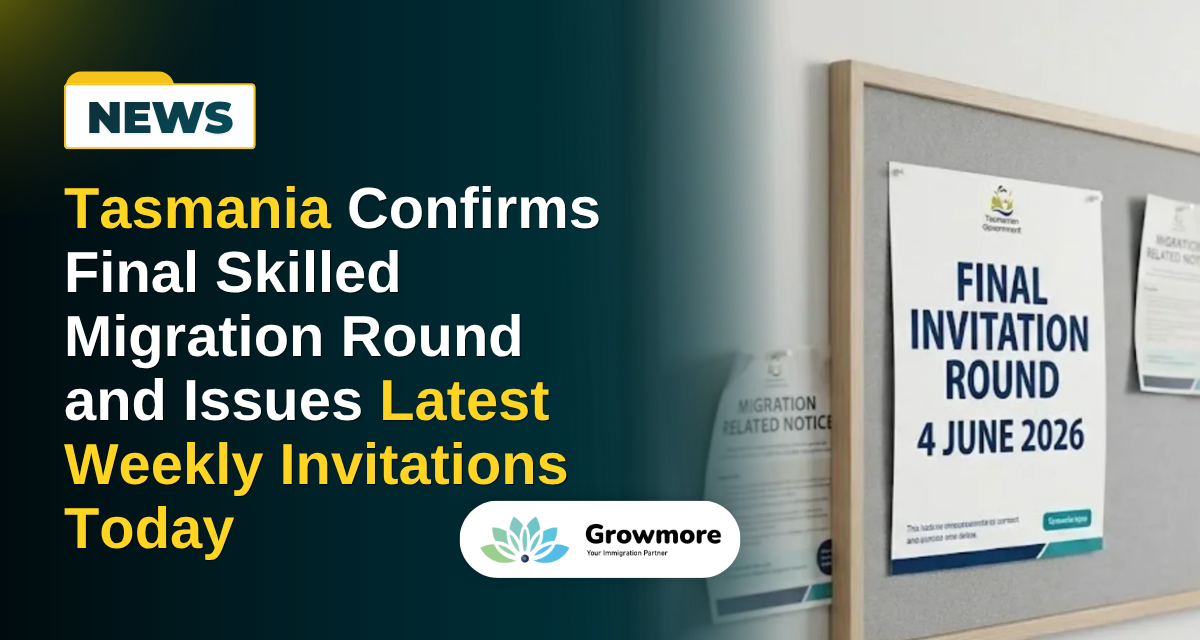 NEWS
Tasmania Confirms
Final Skilled
Migration Round
and Issues Latest
Weekly Invitations
Today
Growmore
Your Immigration Partner
MIGRATION
RELATED NOTICE
Tasmanian
Government
FINAL
INVITATION
ROUND
4 JUNE 2026
MIGRATION
RELATED NOT